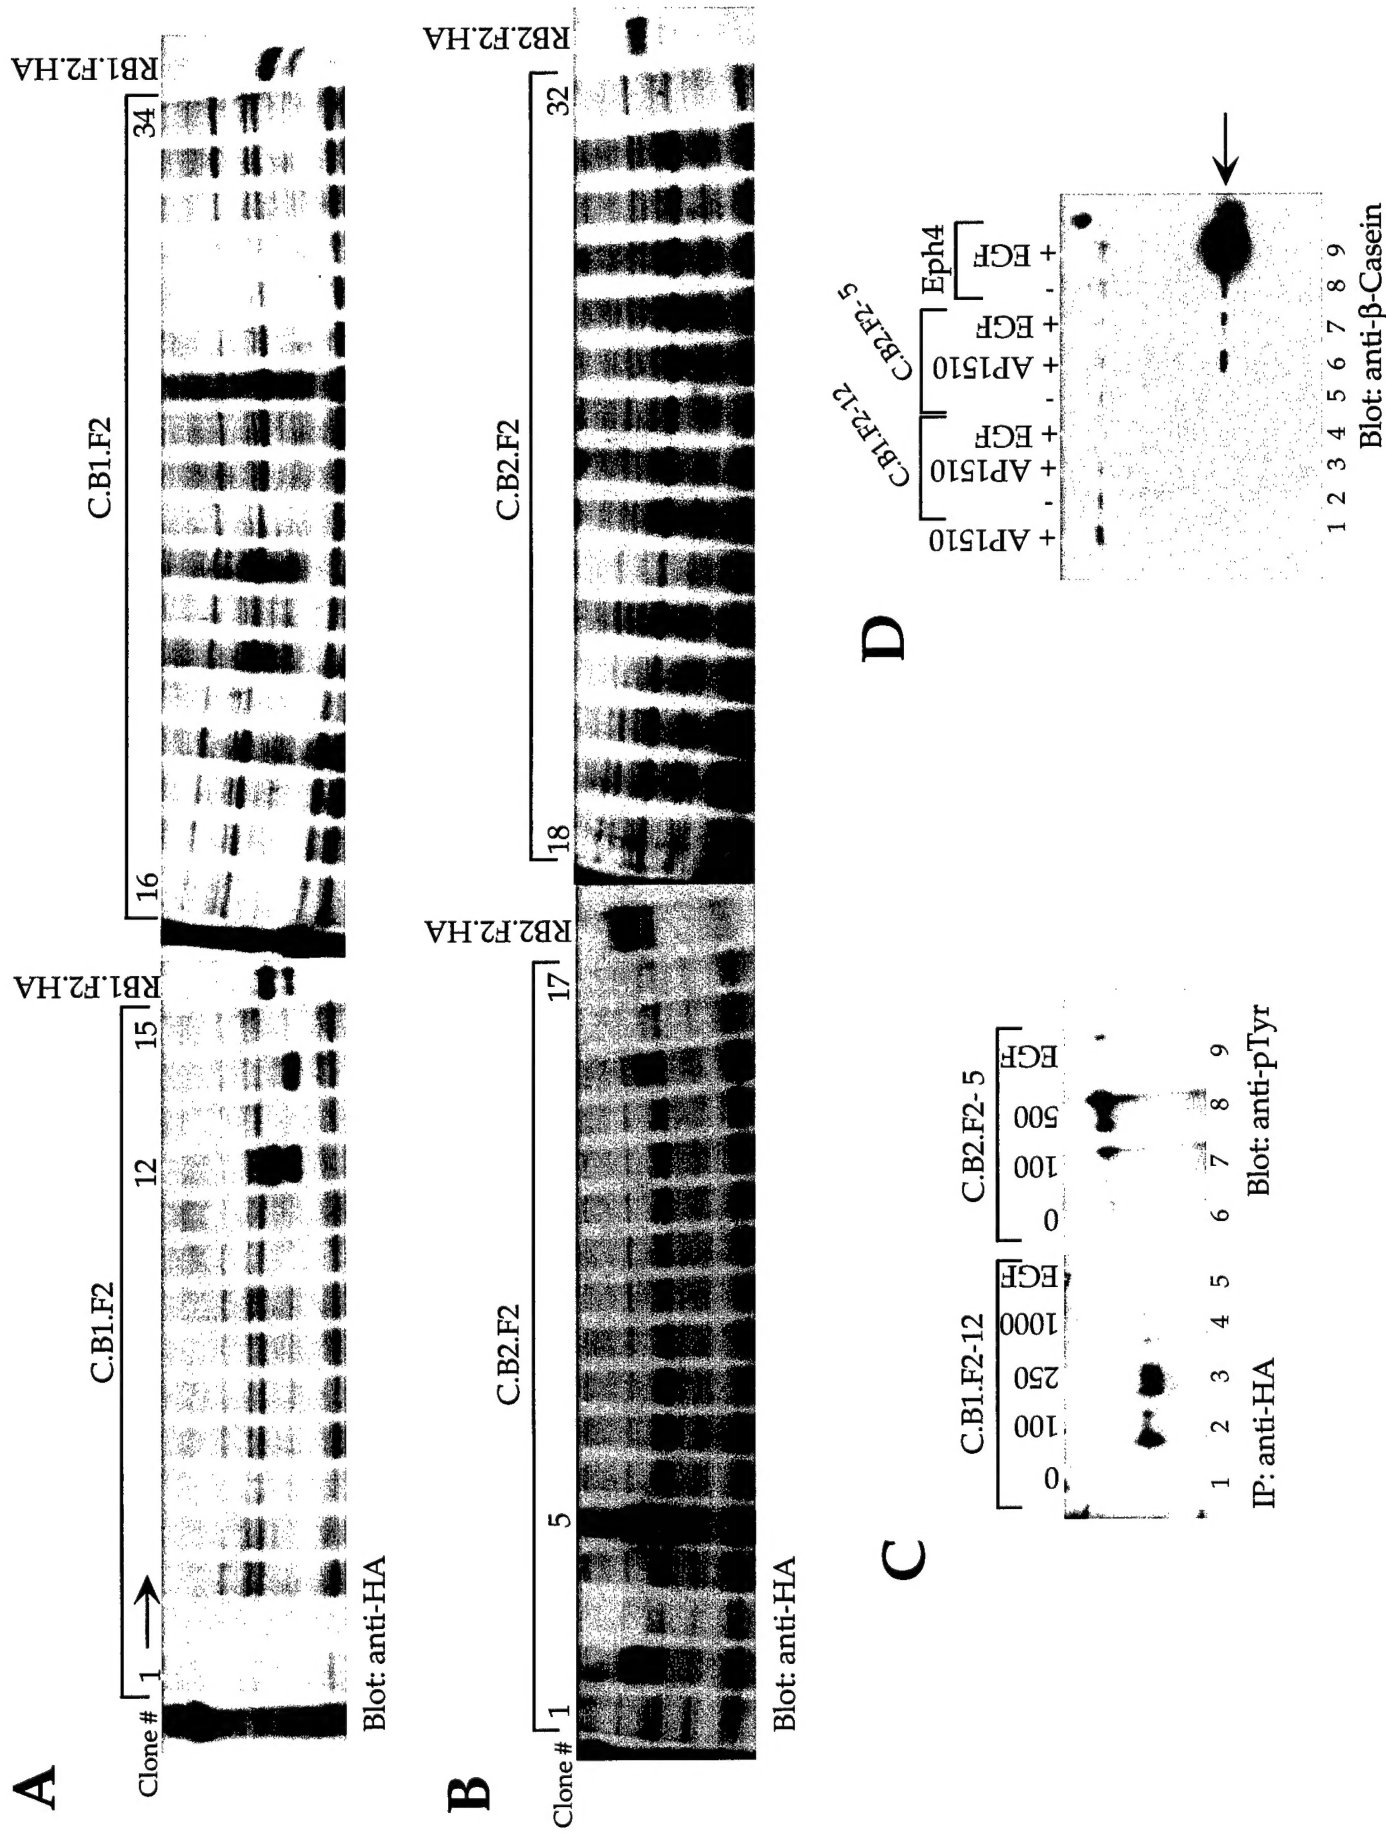 A
Clone # 1 12 15 16 34
C.B1.F2 RB1.F2.HA C.B1.F2 RB1.F2.HA
Blot: anti-HA
B
Clone # 1 5 17 18 32
C.B2.F2 RB2.F2.HA C.B2.F2 RB2.F2.HA
Blot: anti-HA
C
C.B1.F2-12 C.B2.F2- 5
0 100 250 1000 EGF 0 100 500 EGF
1 2 3 4 5 6 7 8 9
IP: anti-HA Blot: anti-pTyr
D
C.B1.F2-12 C.B2.F2- 5 Eph4
AP1510 AP1510 EGF AP1510 EGF EGF
+ - + + - + + - +
1 2 3 4 5 6 7 8 9
Blot: anti-β-Casein